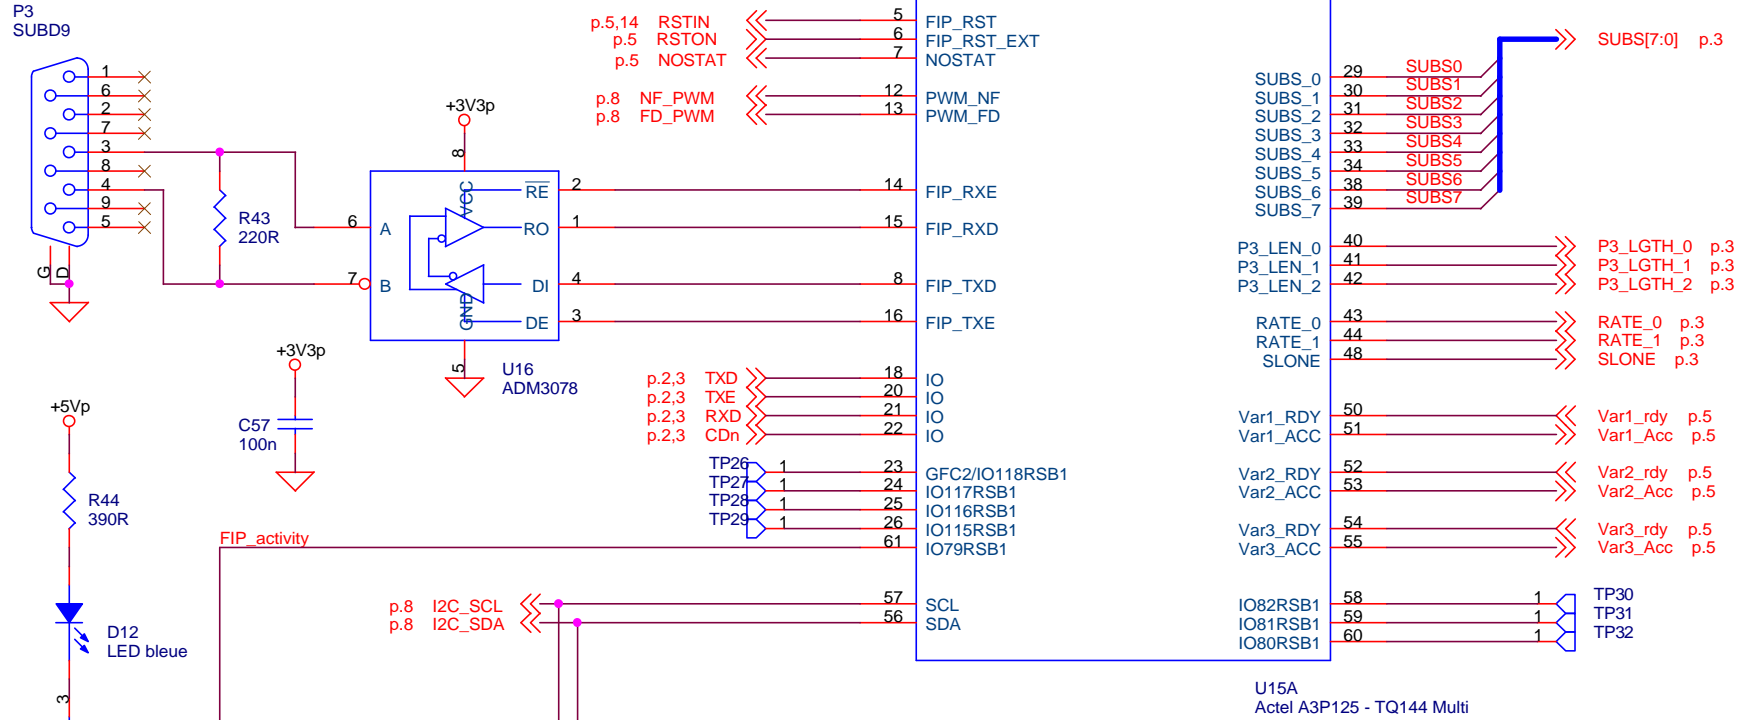 P3
SUBD9
1
6
2
7
3
8
4
9
5
G
D
R43
220R
+3V3p
8
VCC
6
A
7
B
RE
2
RO
1
DI
4
DE
3
GND
5
U16
ADM3078
+3V3p
C57
100n
+5Vp
R44
390R
D12
LED bleue
3
FIP_activity
p.5,14 RSTIN 5 FIP_RST
p.5 RSTON 6 FIP_RST_EXT
p.5 NOSTAT 7 NOSTAT
p.8 NF_PWM 12 PWM_NF
p.8 FD_PWM 13 PWM_FD
14 FIP_RXE
15 FIP_RXD
8 FIP_TXD
16 FIP_TXE
p.2,3 TXD 18 IO
p.2,3 TXE 20 IO
p.2,3 RXD 21 IO
p.2,3 CDn 22 IO
TP26 1 23 GFC2/IO118RSB1
TP27 1 24 IO117RSB1
TP28 1 25 IO116RSB1
TP29 1 26 IO115RSB1
61 IO79RSB1
p.8 I2C_SCL 57 SCL
p.8 I2C_SDA 56 SDA
SUBS[7:0] p.3
SUBS_0 29 SUBS0
SUBS_1 30 SUBS1
SUBS_2 31 SUBS2
SUBS_3 32 SUBS3
SUBS_4 33 SUBS4
SUBS_5 34 SUBS5
SUBS_6 38 SUBS6
SUBS_7 39 SUBS7
P3_LEN_0 40 P3_LGTH_0 p.3
P3_LEN_1 41 P3_LGTH_1 p.3
P3_LEN_2 42 P3_LGTH_2 p.3
RATE_0 43 RATE_0 p.3
RATE_1 44 RATE_1 p.3
SLONE 48 SLONE p.3
Var1_RDY 50 Var1_rdy p.5
Var1_ACC 51 Var1_Acc p.5
Var2_RDY 52 Var2_rdy p.5
Var2_ACC 53 Var2_Acc p.5
Var3_RDY 54 Var3_rdy p.5
Var3_ACC 55 Var3_Acc p.5
IO82RSB1 58 1 TP30
IO81RSB1 59 1 TP31
IO80RSB1 60 1 TP32
U15A
Actel A3P125 - TQ144 Multi